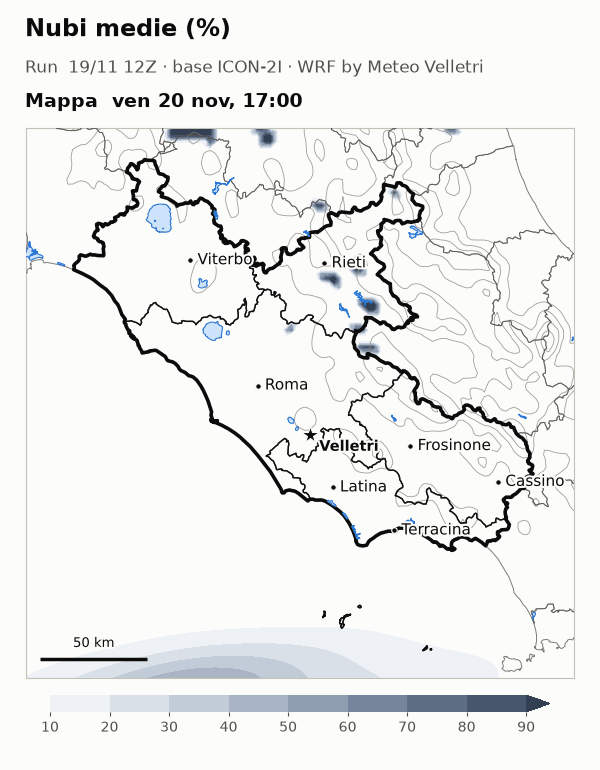 Nubi medie (%)
Run 19/11 12Z · base ICON-2I · WRF by Meteo Velletri
Mappa ven 20 nov, 17:00
Viterbo
Rieti
Roma
Velletri
Frosinone
Cassino
Latina
Terracina
50 km
10 20 30 40 50 60 70 80 90